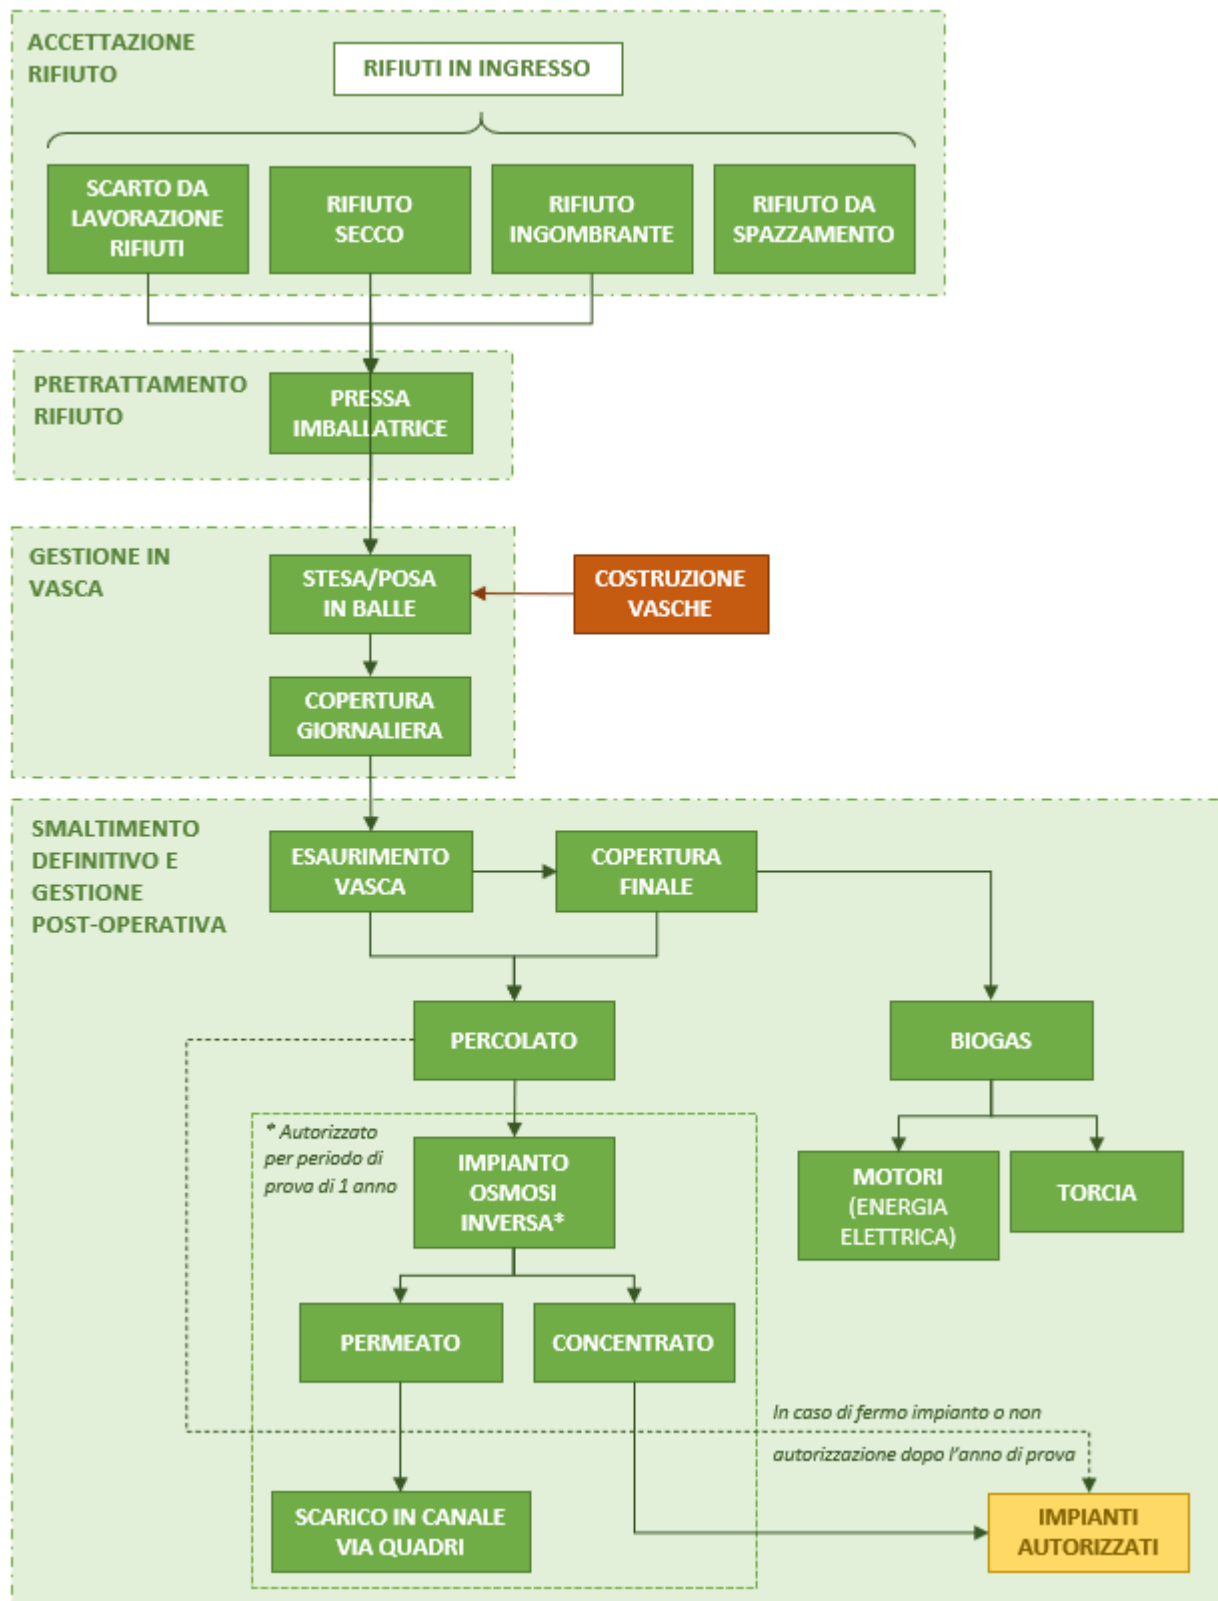 ACCETTAZIONE
RIFIUTO
RIFIUTI IN INGRESSO
SCARTO DA
LAVORAZIONE
RIFIUTI
RIFIUTO
SECCO
RIFIUTO
INGOMBRANTE
RIFIUTO DA
SPAZZAMENTO
PRETRATTAMENTO
RIFIUTO
PRESSA
IMBALLATRICE
GESTIONE IN
VASCA
STESA/POSA
IN BALLE
COSTRUZIONE
VASCHE
COPERTURA
GIORNALIERA
SMALTIMENTO
DEFINITIVO E
GESTIONE
POST-OPERATIVA
ESAURIMENTO
VASCA
COPERTURA
FINALE
PERCOLATO
BIOGAS
* Autorizzato
per periodo di
prova di 1 anno
IMPIANTO
OSMOSI
INVERSA*
MOTORI
(ENERGIA
ELETTRICA)
TORCIA
PERMEATO
CONCENTRATO
In caso di fermo impianto o non
autorizzazione dopo l'anno di prova
SCARICO IN CANALE
VIA QUADRI
IMPIANTI
AUTORIZZATI